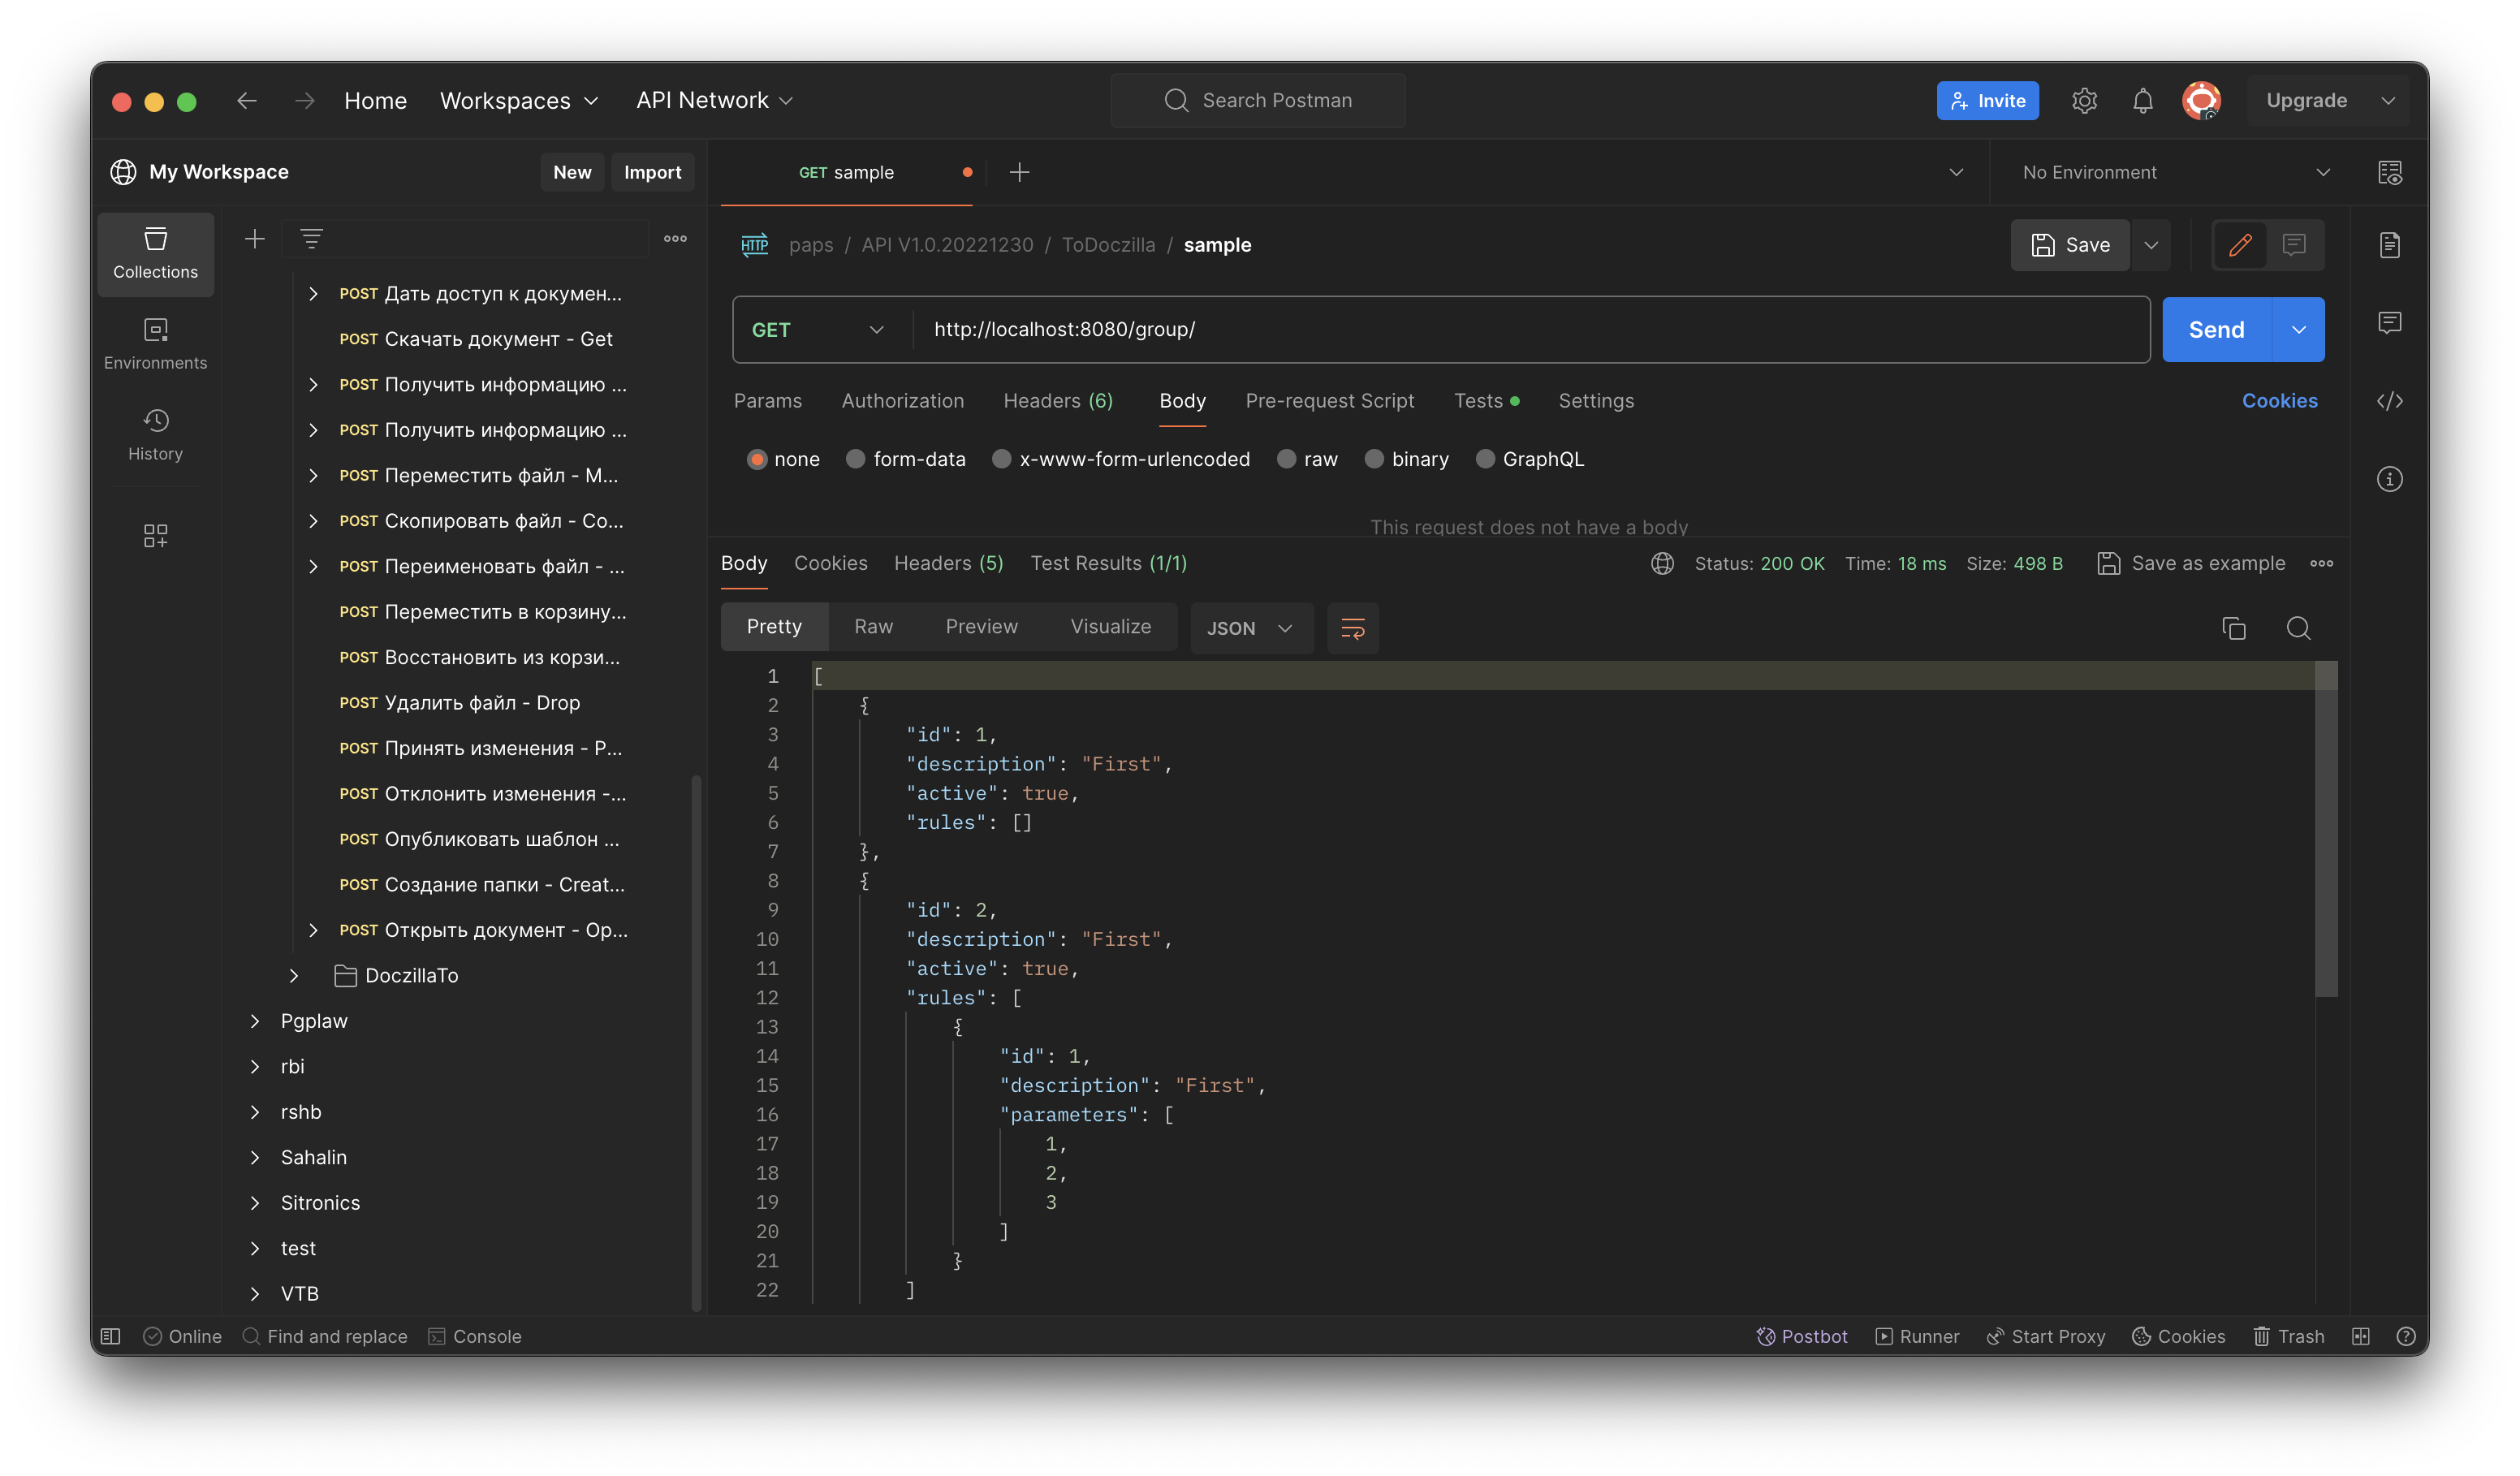 Home Workspaces API Network Search Postman Invite Upgrade
My Workspace New Import
GET sample No Environment
Collections
Environments
History
POST Дать доступ к докумен...
POST Скачать документ - Get
POST Получить информацию ...
POST Получить информацию ...
POST Переместить файл - M...
POST Скопировать файл - Co...
POST Переименовать файл - ...
POST Переместить в корзину...
POST Восстановить из корзи...
POST Удалить файл - Drop
POST Принять изменения - P...
POST Отклонить изменения -...
POST Опубликовать шаблон ...
POST Создание папки - Creat...
POST Открыть документ - Op...
DoczillaTo
Pgplaw
rbi
rshb
Sahalin
Sitronics
test
VTB
HTTP paps / API V1.0.20221230 / ToDoczilla / sample Save
GET http://localhost:8080/group/ Send
Params Authorization Headers (6) Body Pre-request Script Tests Settings Cookies
none form-data x-www-form-urlencoded raw binary GraphQL
This request does not have a body
Body Cookies Headers (5) Test Results (1/1) Status: 200 OK Time: 18 ms Size: 498 B Save as example
Pretty Raw Preview Visualize JSON
1 [
2 {
3 "id": 1,
4 "description": "First",
5 "active": true,
6 "rules": []
7 },
8 {
9 "id": 2,
10 "description": "First",
11 "active": true,
12 "rules": [
13 {
14 "id": 1,
15 "description": "First",
16 "parameters": [
17 1,
18 2,
19 3
20 ]
21 }
22 ]
Online Find and replace Console Postbot Runner Start Proxy Cookies Trash